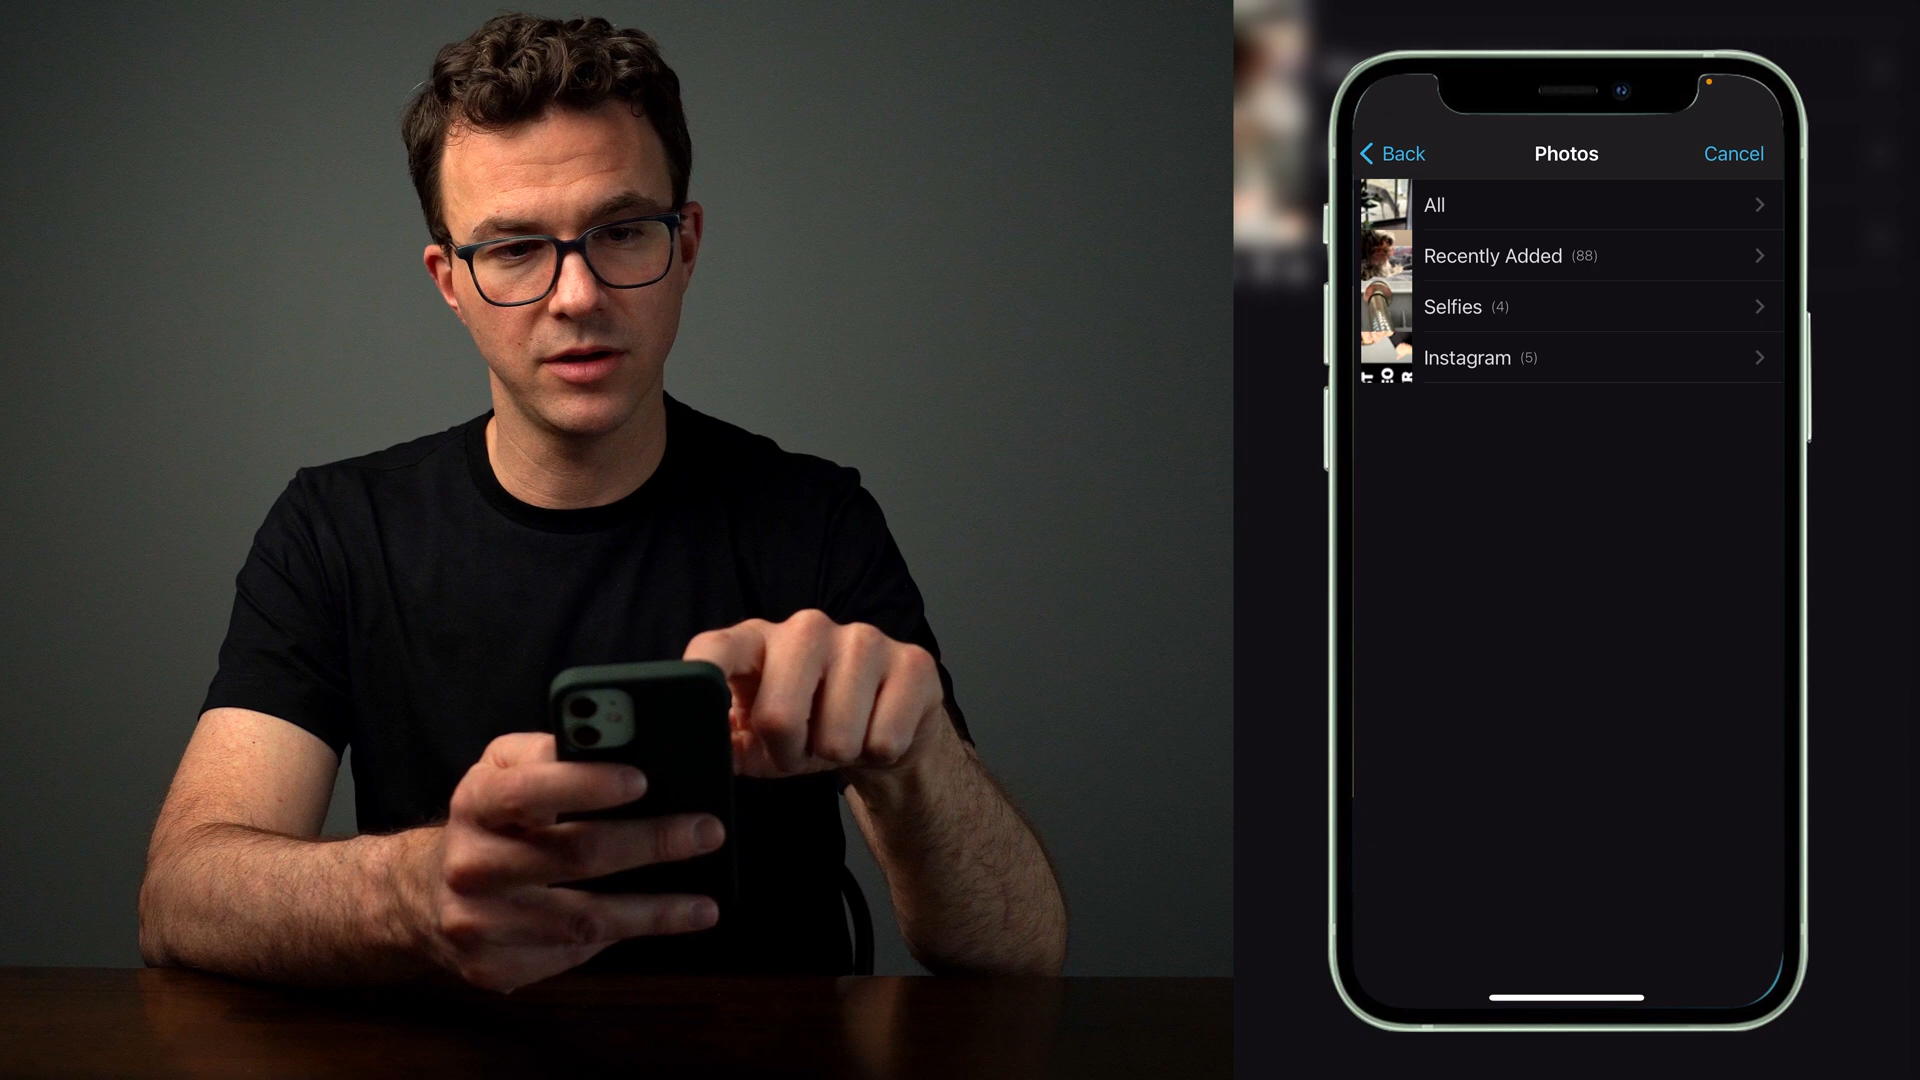 Back Photos Cancel
All
Recently Added (88)
Selfies (4)
Instagram (5)